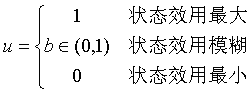 1 状态效用最大
u = { b ∈ (0,1) 状态效用模糊
0 状态效用最小